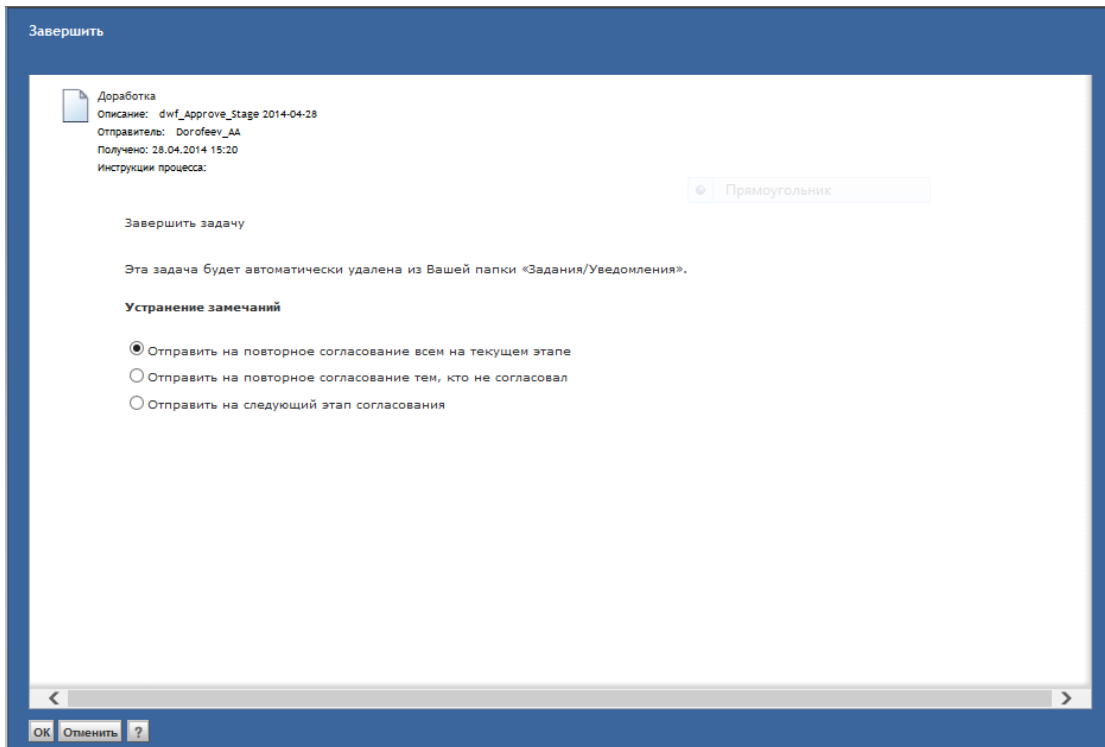 Завершить
Доработка
Описание: dwf_Approve_Stage 2014-04-28
Отправитель: Dorofeev_AA
Получено: 28.04.2014 15:20
Инструкции процесса:
Прямоугольник
Завершить задачу
Эта задача будет автоматически удалена из Вашей папки «Задания/Уведомления».
Устранение замечаний
Отправить на повторное согласование всем на текущем этапе
Отправить на повторное согласование тем, кто не согласовал
Отправить на следующий этап согласования
ОК Отменить ?